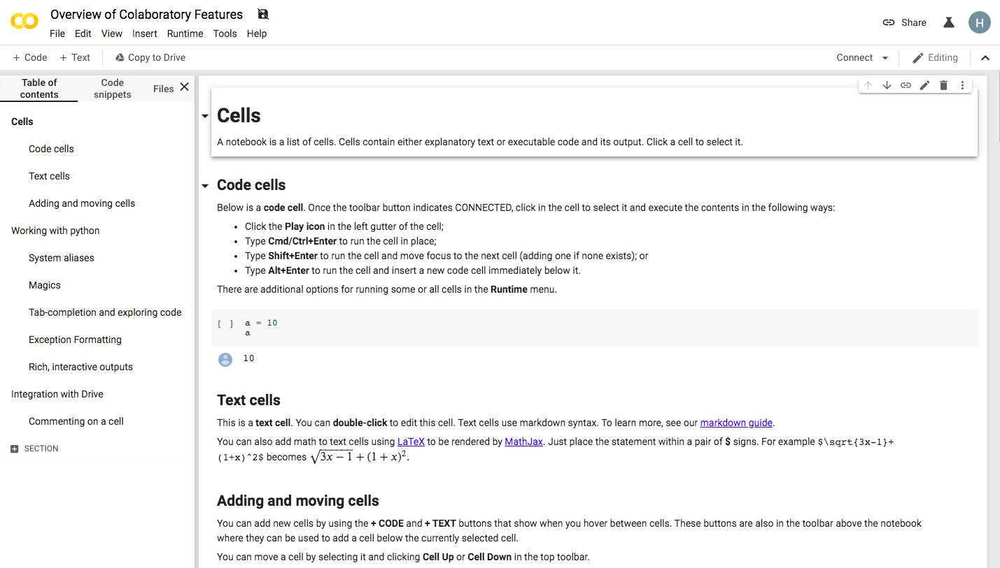 CO Overview of Colaboratory Features
File Edit View Insert Runtime Tools Help
Share
H
+ Code + Text Copy to Drive
Connect Editing
Table of contents
Code snippets
Files
Cells
Code cells
Text cells
Adding and moving cells
Working with python
System aliases
Magics
Tab-completion and exploring code
Exception Formatting
Rich, interactive outputs
Integration with Drive
Commenting on a cell
SECTION
Cells
A notebook is a list of cells. Cells contain either explanatory text or executable code and its output. Click a cell to select it.
Code cells
Below is a code cell. Once the toolbar button indicates CONNECTED, click in the cell to select it and execute the contents in the following ways:
• Click the Play icon in the left gutter of the cell;
• Type Cmd/Ctrl+Enter to run the cell in place;
• Type Shift+Enter to run the cell and move focus to the next cell (adding one if none exists); or
• Type Alt+Enter to run the cell and insert a new code cell immediately below it.
There are additional options for running some or all cells in the Runtime menu.
[ ] a = 10
a
10
Text cells
This is a text cell. You can double-click to edit this cell. Text cells use markdown syntax. To learn more, see our markdown guide.
You can also add math to text cells using LaTeX to be rendered by MathJax. Just place the statement within a pair of $ signs. For example $\sqrt{3x-1}+
(1+x)^2$ becomes √3x − 1 + (1 + x)².
Adding and moving cells
You can add new cells by using the + CODE and + TEXT buttons that show when you hover between cells. These buttons are also in the toolbar above the notebook
where they can be used to add a cell below the currently selected cell.
You can move a cell by selecting it and clicking Cell Up or Cell Down in the top toolbar.